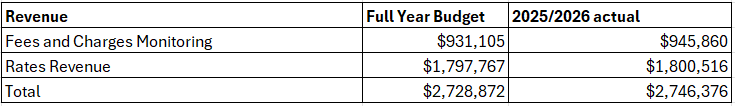 Revenue Full Year Budget 2025/2026 actual
Fees and Charges Monitoring $931,105 $945,860
Rates Revenue $1,797,767 $1,800,516
Total $2,728,872 $2,746,376